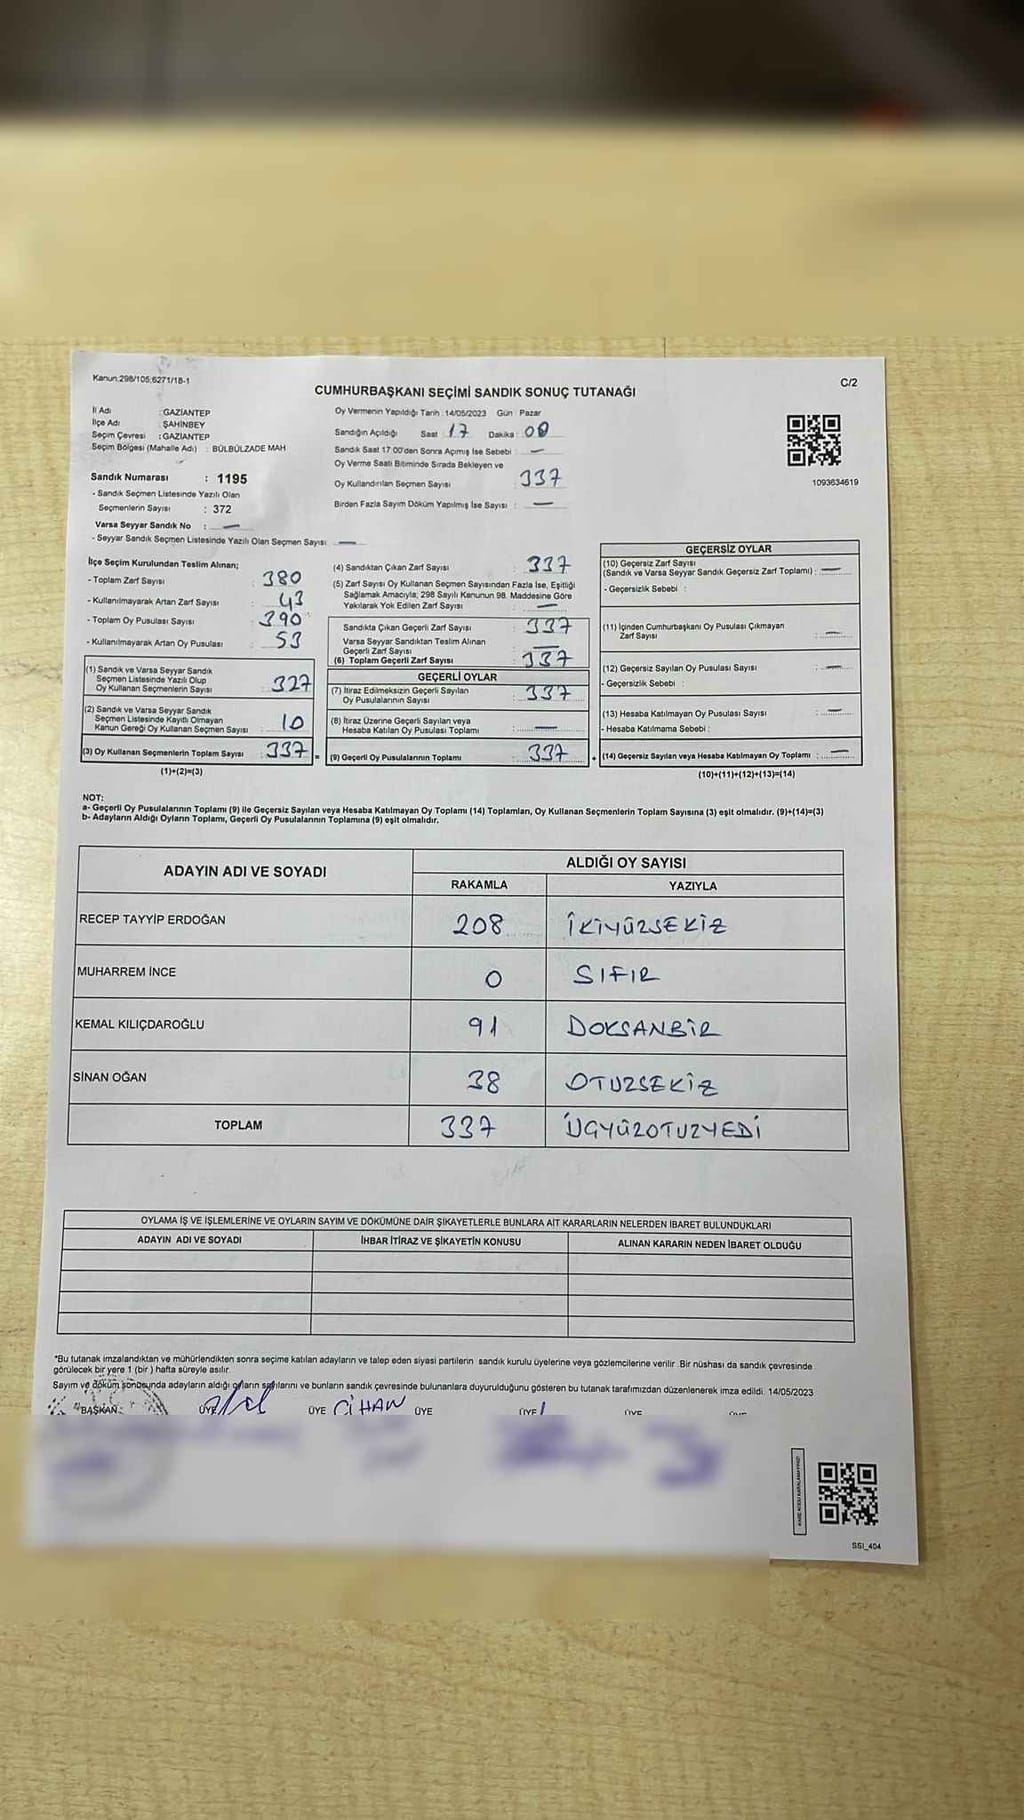 Kanun:298/105;6271/18-1
C/2
CUMHURBAŞKANI SEÇİMİ SANDIK SONUÇ TUTANAĞI
İl Adı : GAZİANTEP
İlçe Adı : ŞAHİNBEY
Seçim Çevresi : GAZİANTEP
Seçim Bölgesi (Mahalle Adı) : BÜLBÜLZADE MAH
Sandık Numarası : 1195
- Sandık Seçmen Listesinde Yazılı Olan
Seçmenlerin Sayısı : 372
Varsa Seyyar Sandık No : —
- Seyyar Sandık Seçmen Listesinde Yazılı Olan Seçmen Sayısı : —
Oy Vermenin Yapıldığı Tarih : 14/05/2023 Gün : Pazar
Sandığın Açıldığı Saat : 17 Dakika : 00
Sandık Saat 17:00'den Sonra Açımış İse Sebebi : —
Oy Verme Saati Bitiminde Sırada Bekleyen ve
Oy Kullandırılan Seçmen Sayısı : 337
Birden Fazla Sayım Döküm Yapılmış İse Sayısı : —
1093634619
İlçe Seçim Kurulundan Teslim Alınan;
- Toplam Zarf Sayısı : 380
- Kullanılmayarak Artan Zarf Sayısı : 43
- Toplam Oy Pusulası Sayısı : 390
- Kullanılmayarak Artan Oy Pusulası : 53
(1) Sandık ve Varsa Seyyar Sandık
Seçmen Listesinde Yazılı Olup
Oy Kullanan Seçmenlerin Sayısı : 327
(2) Sandık ve Varsa Seyyar Sandık
Seçmen Listesinde Kayıtlı Olmayan
Kanun Gereği Oy Kullanan Seçmen Sayısı : 10
(3) Oy Kullanan Seçmenlerin Toplam Sayısı : 337 =
(1)+(2)=(3)
(4) Sandıktan Çıkan Zarf Sayısı : 337
(5) Zarf Sayısı Oy Kullanan Seçmen Sayısından Fazla İse, Eşitliği
Sağlamak Amacıyla; 298 Sayılı Kanunun 98. Maddesine Göre
Yakılarak Yok Edilen Zarf Sayısı : —
Sandıkta Çıkan Geçerli Zarf Sayısı : 337
Varsa Seyyar Sandıktan Teslim Alınan
Geçerli Zarf Sayısı : —
(6) Toplam Geçerli Zarf Sayısı : 337
GEÇERLİ OYLAR
(7) İtiraz Edilmeksizin Geçerli Sayılan
Oy Pusulalarının Sayısı : 337
(8) İtiraz Üzerine Geçerli Sayılan veya
Hesaba Katılan Oy Pusulası Toplamı : —
(9) Geçerli Oy Pusulalarının Toplamı : 337 +
GEÇERSİZ OYLAR
(10) Geçersiz Zarf Sayısı
(Sandık ve Varsa Seyyar Sandık Geçersiz Zarf Toplamı) : —
- Geçersizlik Sebebi :
(11) İçinden Cumhurbaşkanı Oy Pusulası Çıkmayan
Zarf Sayısı : —
(12) Geçersiz Sayılan Oy Pusulası Sayısı : —
- Geçersizlik Sebebi :
(13) Hesaba Katılmayan Oy Pusulası Sayısı : —
- Hesaba Katılmama Sebebi :
(14) Geçersiz Sayılan veya Hesaba Katılmayan Oy Toplamı : —
(10)+(11)+(12)+(13)=(14)
NOT:
a- Geçerli Oy Pusulalarının Toplamı (9) ile Geçersiz Sayılan veya Hesaba Katılmayan Oy Toplamı (14) Toplamları, Oy Kullanan Seçmenlerin Toplam Sayısına (3) eşit olmalıdır. (9)+(14)=(3)
b- Adayların Aldığı Oyların Toplamı, Geçerli Oy Pusulalarının Toplamına (9) eşit olmalıdır.
ADAYIN ADI VE SOYADI
ALDIĞI OY SAYISI
RAKAMLA YAZIYLA
RECEP TAYYİP ERDOĞAN 208 İKİYÜZSEKİZ
MUHARREM İNCE 0 SIFIR
KEMAL KILIÇDAROĞLU 91 DOKSANBİR
SİNAN OĞAN 38 OTUZSEKİZ
TOPLAM 337 ÜÇYÜZOTUZYEDİ
OYLAMA İŞ VE İŞLEMLERİNE VE OYLARIN SAYIM VE DÖKÜMÜNE DAİR ŞİKAYETLERLE BUNLARA AİT KARARLARIN NELERDEN İBARET BULUNDUKLARI
ADAYIN ADI VE SOYADI İHBAR İTİRAZ VE ŞİKAYETİN KONUSU ALINAN KARARIN NEDEN İBARET OLDUĞU
*Bu tutanak imzalandıktan ve mühürlendikten sonra seçime katılan adayların ve talep eden siyasi partilerin sandık kurulu üyelerine veya gözlemcilerine verilir. Bir nüshası da sandık çevresinde
görülecek bir yere 1 (bir) hafta süreyle asılır.
Sayım ve döküm sonucunda adayların aldığı oyların sayılarını ve bunların sandık çevresinde bulunanlara duyurulduğunu gösteren bu tutanak tarafımızdan düzenlenerek imza edildi. 14/05/2023
BAŞKAN ÜYE ÜYE CİHAN ÜYE ÜYE ÜYE ÜYE
SSI_404